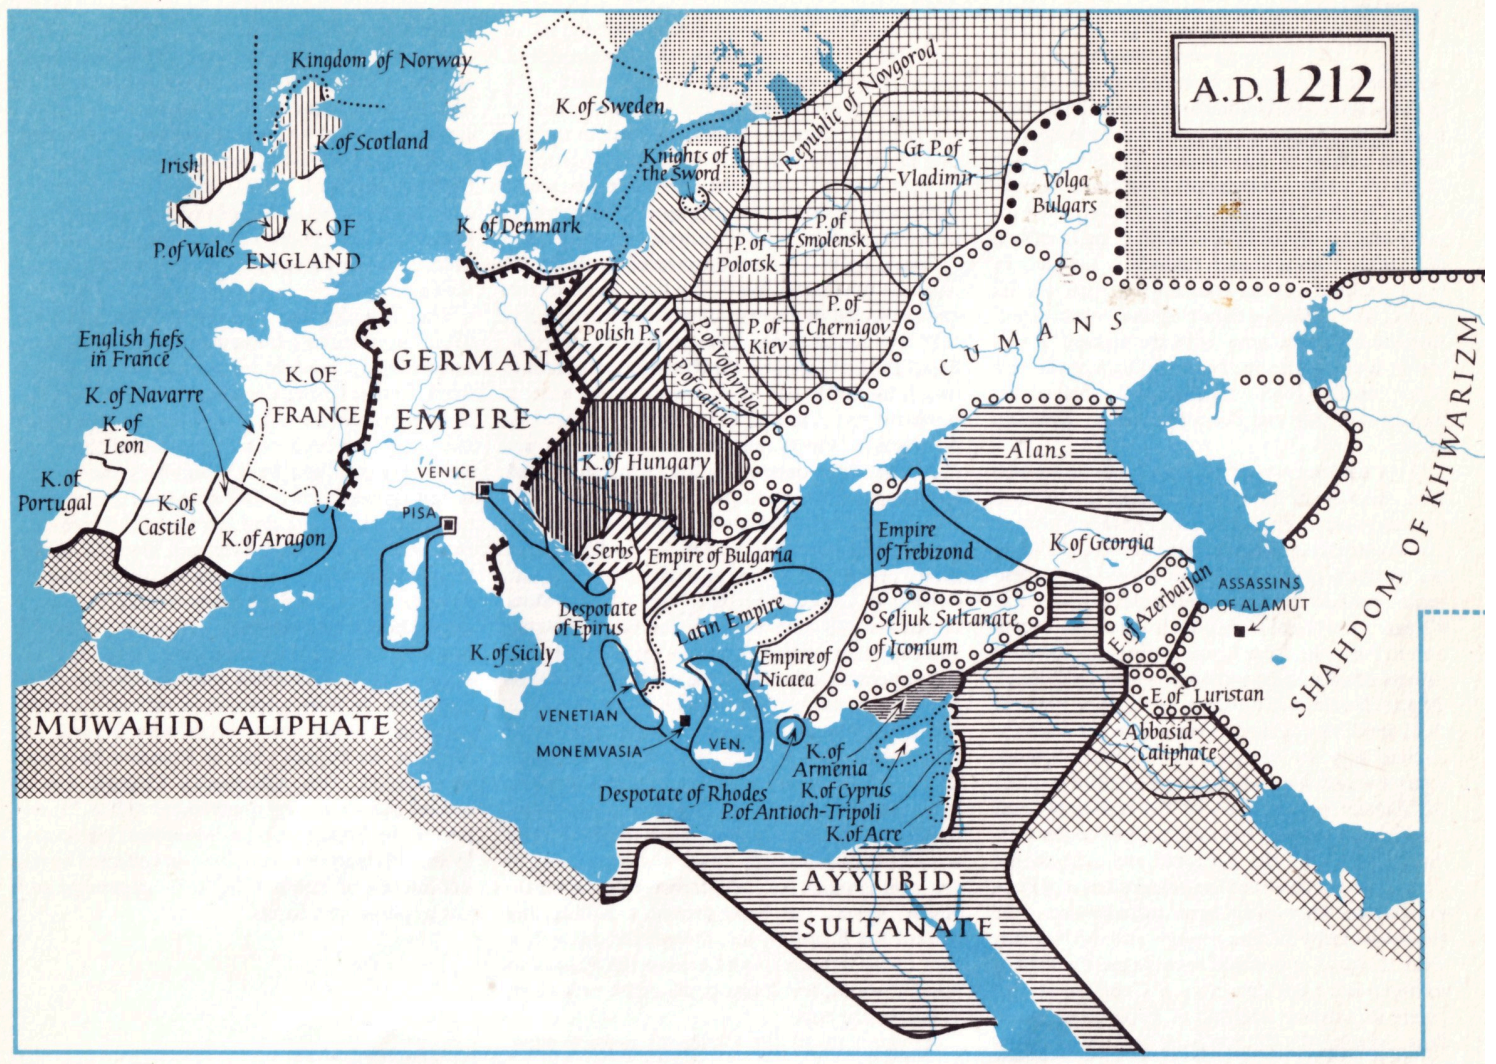 A.D. 1212
Kingdom of Norway
K. of Sweden
Republic of Novgorod
K. of Scotland
Irish
Knights of
the Sword
Gt P. of
Vladimir
Volga
Bulgars
P. of Wales
K. OF
ENGLAND
K. of Denmark
P. of
Smolensk
P. of
Polotsk
P. of
Chernigov
P. of
Kiev
P. of Volhynia
P. of Galicia
Polish P.s
CUMANS
English fiefs
in France
K. OF
FRANCE
GERMAN
EMPIRE
K. of Navarre
K. of
Leon
K. of
Portugal
K. of
Castile
K. of Aragon
VENICE
PISA
K. of Hungary
Alans
SHAHDOM OF KHWARIZM
Serbs
Empire of Bulgaria
Empire
of Trebizond
K. of Georgia
E. of Azerbaijan
ASSASSINS
OF ALAMUT
Despotate
of Epirus
Latin Empire
Seljuk Sultanate
of Iconium
K. of Sicily
Empire of
Nicaea
E. of Luristan
VENETIAN
MONEMVASIA
VEN.
MUWAHID CALIPHATE
Abbasid
Caliphate
K. of
Armenia
K. of Cyprus
Despotate of Rhodes
P. of Antioch-Tripoli
K. of Acre
AYYUBID
SULTANATE